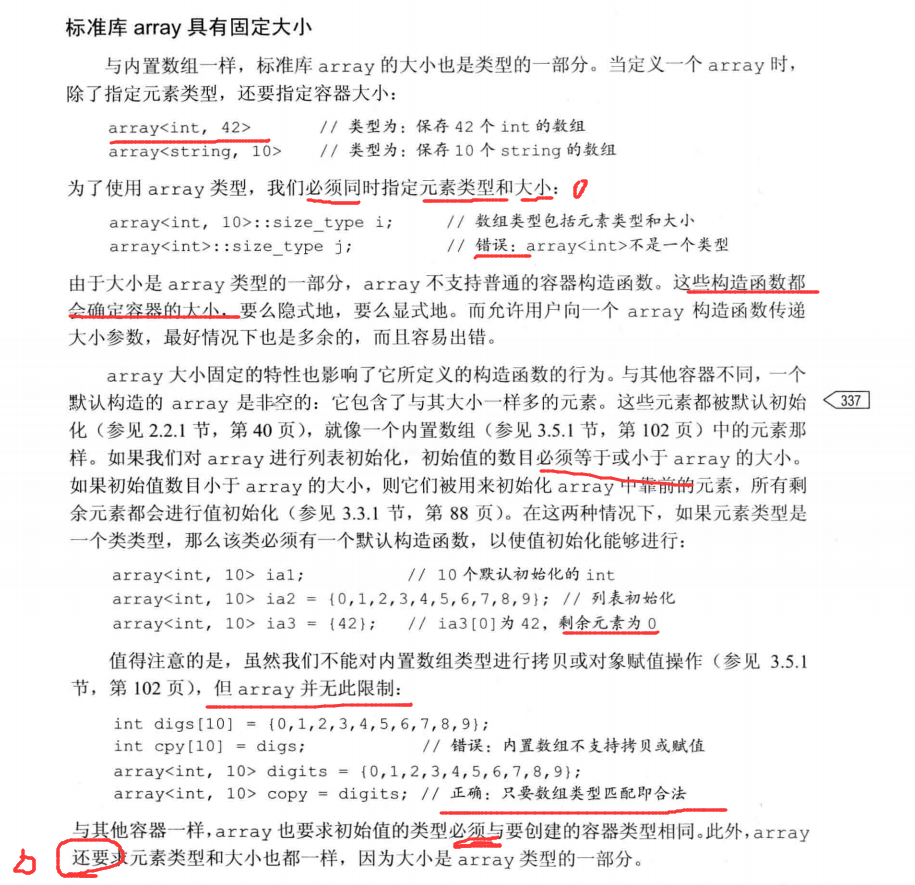 标准库 array 具有固定大小
与内置数组一样，标准库 array 的大小也是类型的一部分。当定义一个 array 时，
除了指定元素类型，还要指定容器大小：
array<int, 42> // 类型为：保存 42 个 int 的数组
array<string, 10> // 类型为：保存 10 个 string 的数组
为了使用 array 类型，我们必须同时指定元素类型和大小：
array<int, 10>::size_type i; // 数组类型包括元素类型和大小
array<int>::size_type j; // 错误：array<int>不是一个类型
由于大小是 array 类型的一部分，array 不支持普通的容器构造函数。这些构造函数都
会确定容器的大小，要么隐式地，要么显式地。而允许用户向一个 array 构造函数传递
大小参数，最好情况下也是多余的，而且容易出错。
array 大小固定的特性也影响了它所定义的构造函数的行为。与其他容器不同，一个
默认构造的 array 是非空的：它包含了与其大小一样多的元素。这些元素都被默认初始
337
化（参见 2.2.1 节，第 40 页），就像一个内置数组（参见 3.5.1 节，第 102 页）中的元素那
样。如果我们对 array 进行列表初始化，初始值的数目必须等于或小于 array 的大小。
如果初始值数目小于 array 的大小，则它们被用来初始化 array 中靠前的元素，所有剩
余元素都会进行值初始化（参见 3.3.1 节，第 88 页）。在这两种情况下，如果元素类型是
一个类类型，那么该类必须有一个默认构造函数，以使值初始化能够进行：
array<int, 10> ia1; // 10 个默认初始化的 int
array<int, 10> ia2 = {0,1,2,3,4,5,6,7,8,9}; // 列表初始化
array<int, 10> ia3 = {42}; // ia3[0]为 42，剩余元素为 0
值得注意的是，虽然我们不能对内置数组类型进行拷贝或对象赋值操作（参见 3.5.1
节，第 102 页），但 array 并无此限制：
int digs[10] = {0,1,2,3,4,5,6,7,8,9};
int cpy[10] = digs; // 错误：内置数组不支持拷贝或赋值
array<int, 10> digits = {0,1,2,3,4,5,6,7,8,9};
array<int, 10> copy = digits; // 正确：只要数组类型匹配即合法
与其他容器一样，array 也要求初始值的类型必须与要创建的容器类型相同。此外，array
还要求元素类型和大小也都一样，因为大小是 array 类型的一部分。